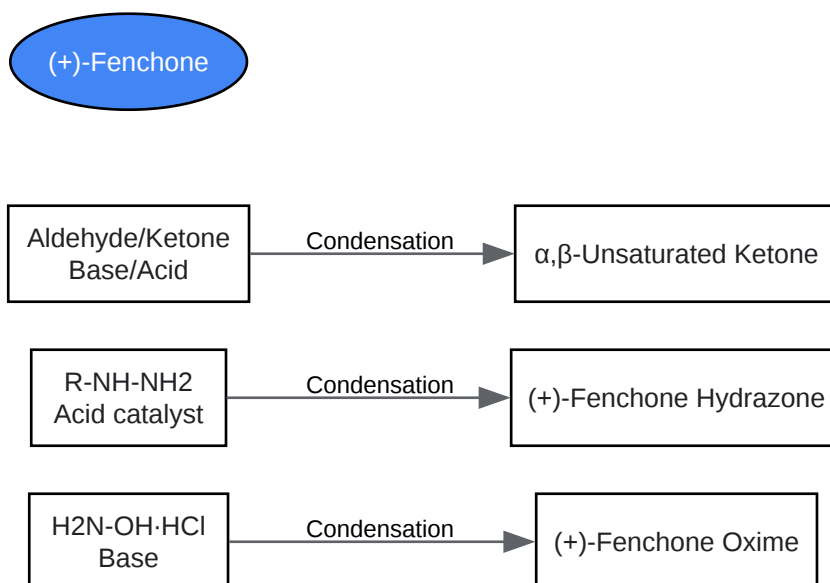 (+)-Fenchone
Aldehyde/Ketone
Base/Acid
Condensation
α,β-Unsaturated Ketone
R-NH-NH2
Acid catalyst
Condensation
(+)-Fenchone Hydrazone
H2N-OH·HCl
Base
Condensation
(+)-Fenchone Oxime